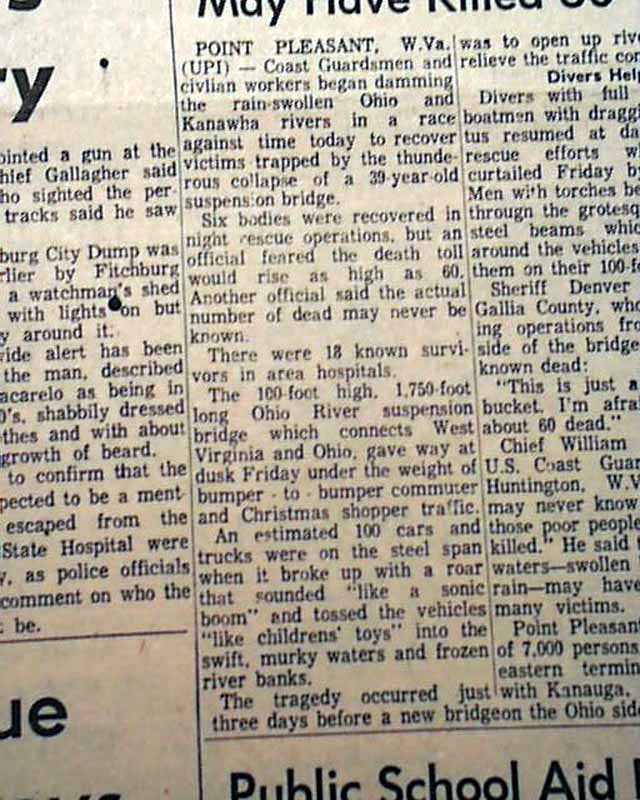 ry
ointed a gun at the
hief Gallagher said
ho sighted the per-
tracks said he saw
burg City Dump was
rlier by Fitchburg
a watchman's shed
with lights on but
y around it.
vide alert has been
the man, described
acarelo as being in
0's, shabbily dressed
thes and with about
growth of beard.
to confirm that the
pected to be a ment-
escaped from the
State Hospital were
y, as police officials
comment on who the
t be.
ue
May Have Killed 60
POINT PLEASANT, W.Va.
(UPI) — Coast Guardsmen and
civlian workers began damming
the rain-swollen Ohio and
Kanawha rivers in a race
against time today to recover
victims trapped by the thunde-
rous collapse of a 39-year-old
suspension bridge.
Six bodies were recovered in
night rescue operations, but an
official feared the death toll
would rise as high as 60.
Another official said the actual
number of dead may never be
known.
There were 18 known survi-
vors in area hospitals.
The 100-foot high, 1,750-foot
long Ohio River suspension
bridge which connects West
Virginia and Ohio, gave way at
dusk Friday under the weight of
bumper - to - bumper commuter
and Christmas shopper traffic.
An estimated 100 cars and
trucks were on the steel span
when it broke up with a roar
that sounded "like a sonic
boom" and tossed the vehicles
"like childrens' toys" into the
swift, murky waters and frozen
river banks.
The tragedy occurred just
three days before a new bridge
was to open up rive
relieve the traffic con
Divers Help
Divers with full
boatmen with draggi
tus resumed at da
rescue efforts w
curtailed Friday by
Men with torches be
through the grotesq
steel beams whic
around the vehicles
them on their 100-f
Sheriff Denver
Gallia County, who
ing operations fro
side of the bridge
known dead:
"This is just a
bucket. I'm afrai
about 60 dead."
Chief William
U.S. Coast Guar
Huntington, W.V
may never know
those poor people
killed." He said t
waters—swollen
rain—may have
many victims.
Point Pleasant
of 7,000 persons,
eastern termin
with Kanauga,
on the Ohio side
Public School Aid